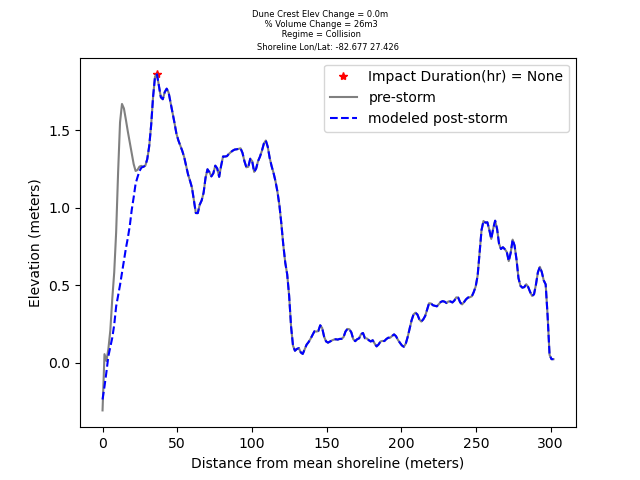 Dune Crest Elev Change = 0.0m
% Volume Change = 26m3
Regime = Collision
Shoreline Lon/Lat: -82.677 27.426
Impact Duration(hr) = None
pre-storm
modeled post-storm
Elevation (meters)
1.5
1.0
0.5
0.0
0 50 100 150 200 250 300
Distance from mean shoreline (meters)